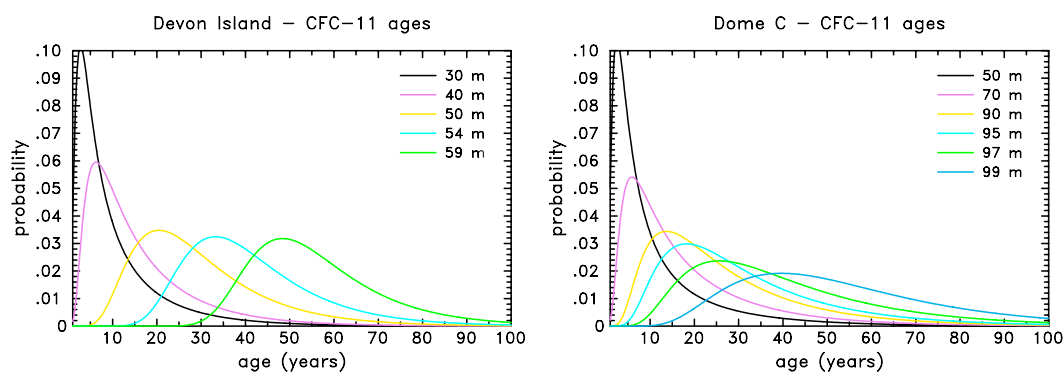 Devon Island – CFC–11 ages
.10
.09
.08
.07
.06
.05
.04
.03
.02
.01
0
probability
30 m
40 m
50 m
54 m
59 m
10 20 30 40 50 60 70 80 90 100
age (years)
Dome C – CFC–11 ages
.10
.09
.08
.07
.06
.05
.04
.03
.02
.01
0
probability
50 m
70 m
90 m
95 m
97 m
99 m
10 20 30 40 50 60 70 80 90 100
age (years)